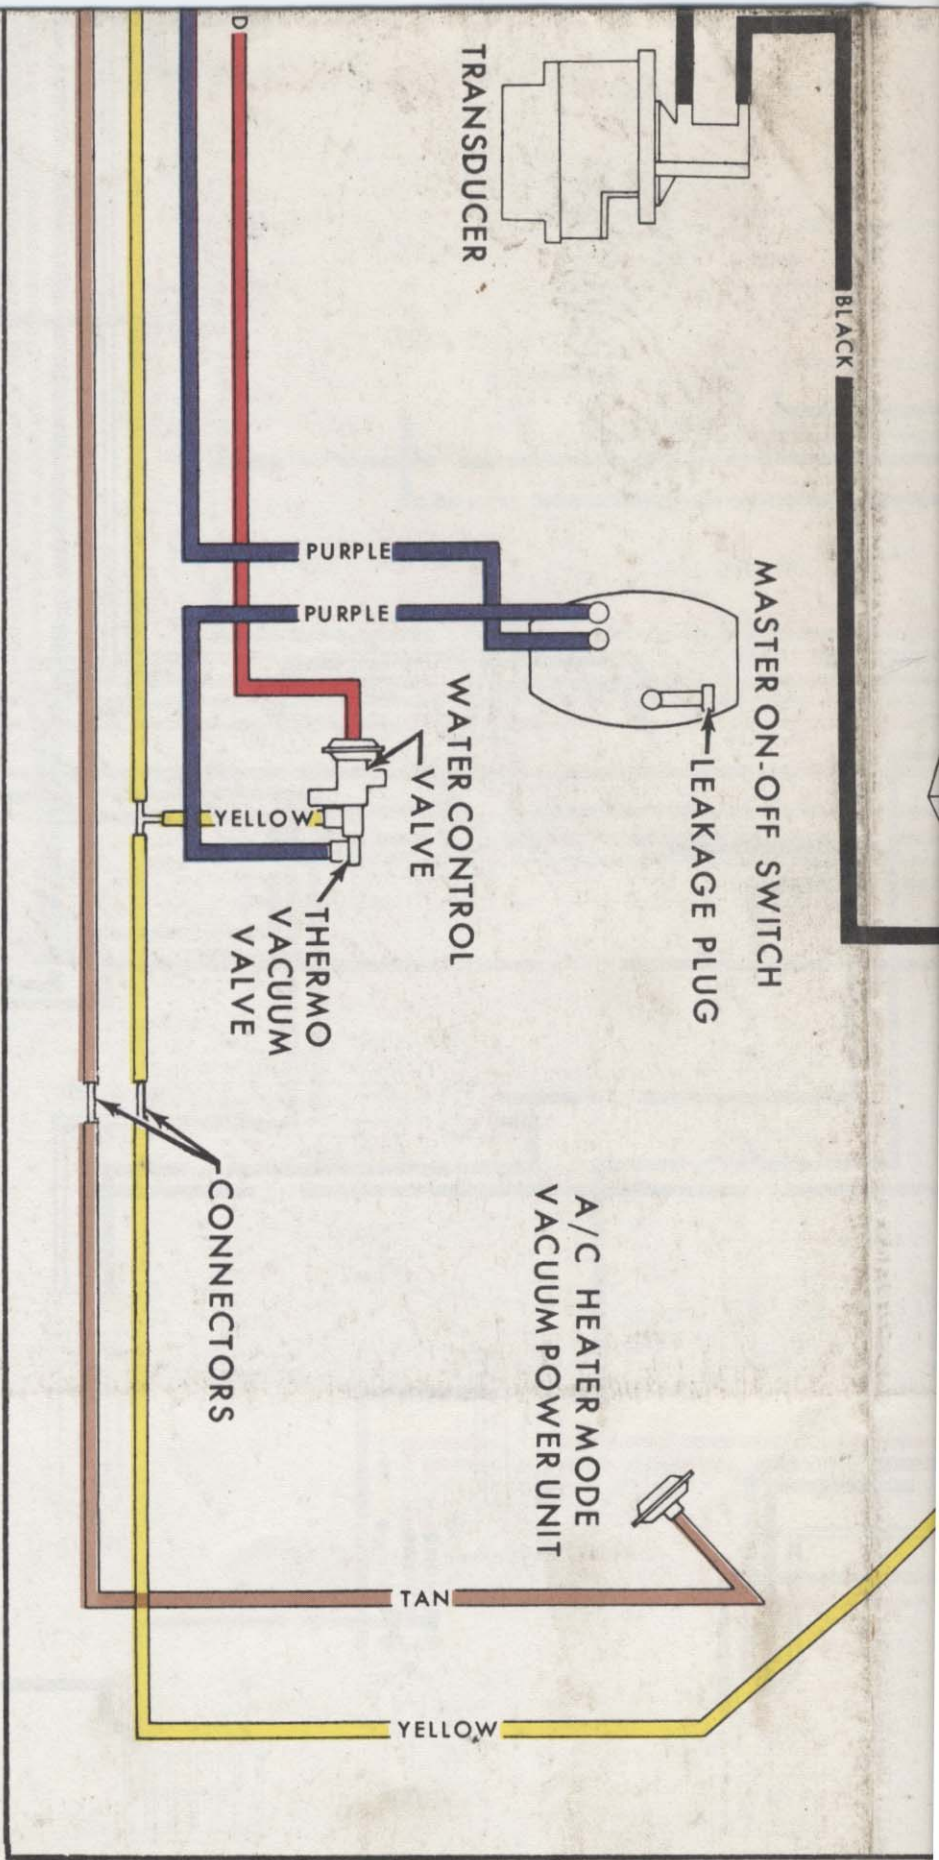 D
TRANSDUCER
BLACK
PURPLE
PURPLE
MASTER ON-OFF SWITCH
LEAKAGE PLUG
WATER CONTROL
VALVE
YELLOW
THERMO
VACUUM
VALVE
CONNECTORS
A/C HEATER MODE
VACUUM POWER UNIT
TAN
YELLOW